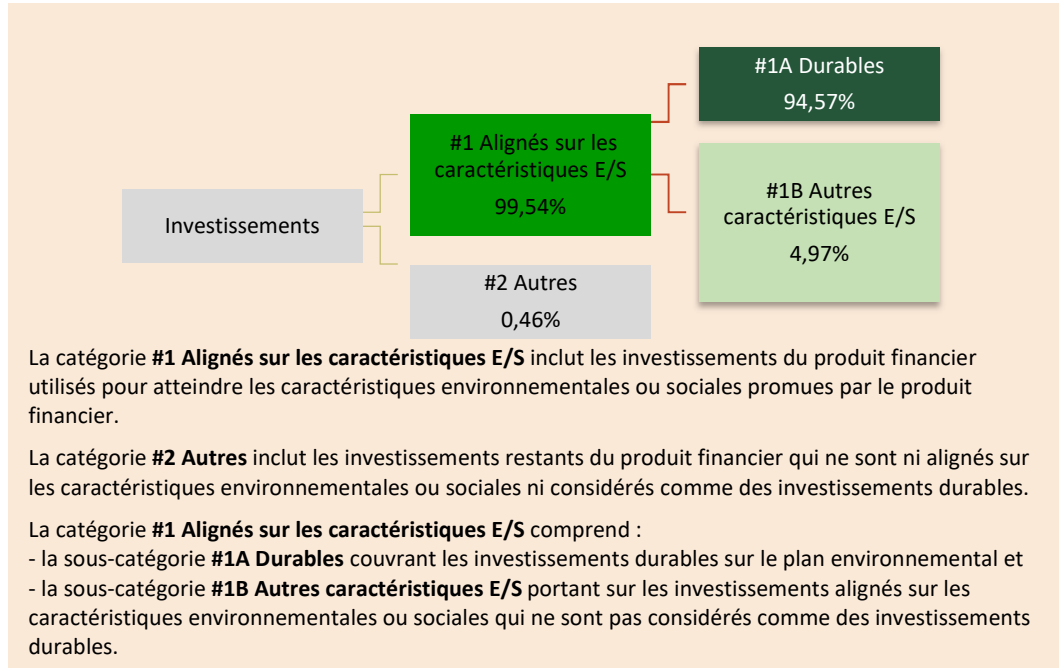 #1A Durables
94,57%
#1 Alignés sur les
caractéristiques E/S
99,54%
#1B Autres
caractéristiques E/S
4,97%
Investissements
#2 Autres
0,46%
La catégorie #1 Alignés sur les caractéristiques E/S inclut les investissements du produit financier
utilisés pour atteindre les caractéristiques environnementales ou sociales promues par le produit
financier.
La catégorie #2 Autres inclut les investissements restants du produit financier qui ne sont ni alignés sur
les caractéristiques environnementales ou sociales ni considérés comme des investissements durables.
La catégorie #1 Alignés sur les caractéristiques E/S comprend :
- la sous-catégorie #1A Durables couvrant les investissements durables sur le plan environnemental et
- la sous-catégorie #1B Autres caractéristiques E/S portant sur les investissements alignés sur les
caractéristiques environnementales ou sociales qui ne sont pas considérés comme des investissements
durables.